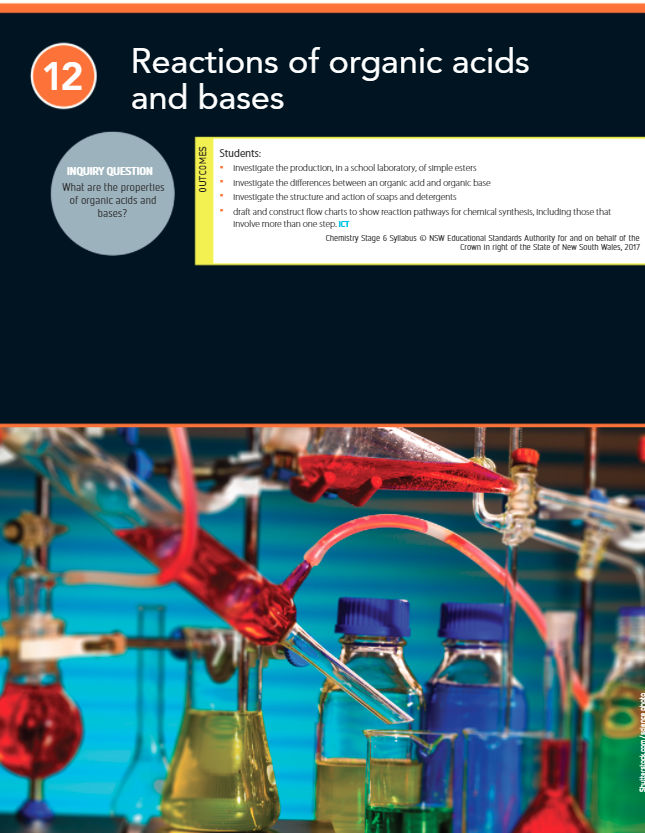 12
Reactions of organic acids
and bases
INQUIRY QUESTION
What are the properties
of organic acids and
bases?
OUTCOMES
Students:
• investigate the production, in a school laboratory, of simple esters
• investigate the differences between an organic acid and organic base
• investigate the structure and action of soaps and detergents
• draft and construct flow charts to show reaction pathways for chemical synthesis, including those that
involve more than one step. ICT
Chemistry Stage 6 Syllabus © NSW Educational Standards Authority for and on behalf of the
Crown in right of the State of New South Wales, 2017
Shutterstock.com/science photo